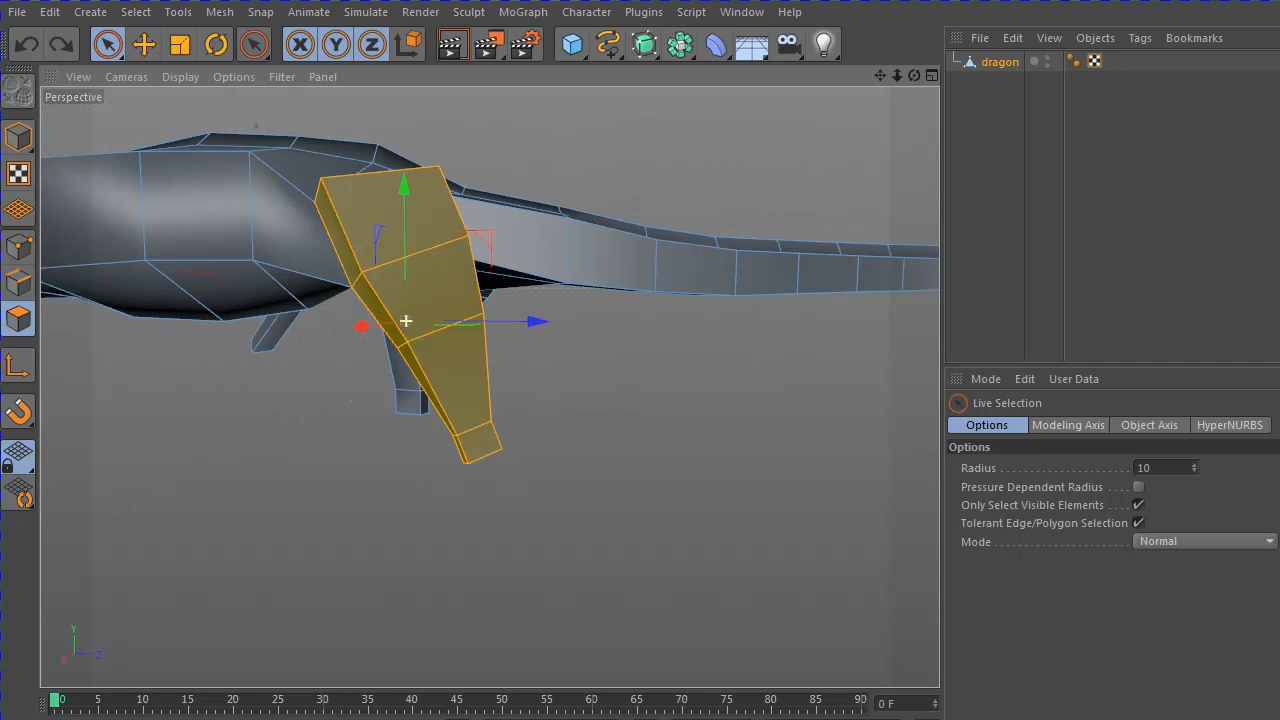 File Edit Create Select Tools Mesh Snap Animate Simulate Render Sculpt MoGraph Character Plugins Script Window Help
X Y Z
File Edit View Objects Tags Bookmarks
dragon
View Cameras Display Options Filter Panel
Perspective
Mode Edit User Data
Live Selection
Options Modeling Axis Object Axis HyperNURBS
Options
Radius 10
Pressure Dependent Radius
Only Select Visible Elements
Tolerant Edge/Polygon Selection
Mode Normal
Y
X Z
0 5 10 15 20 25 30 35 40 45 50 55 60 65 70 75 80 85 90 0 F